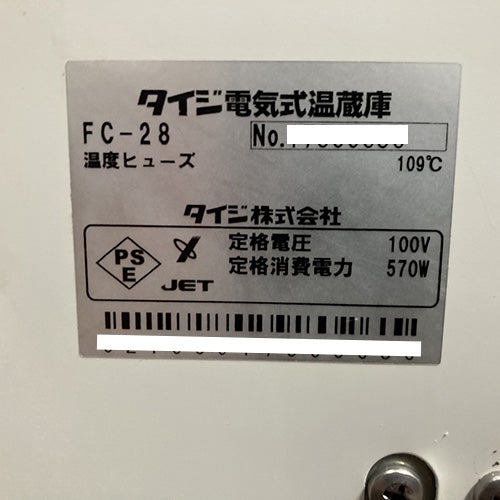 タイジ電気式温蔵庫
FC-28 No.
温度ヒューズ 109℃
タイジ株式会社
PS
E
JET
定格電圧 100V
定格消費電力 570W